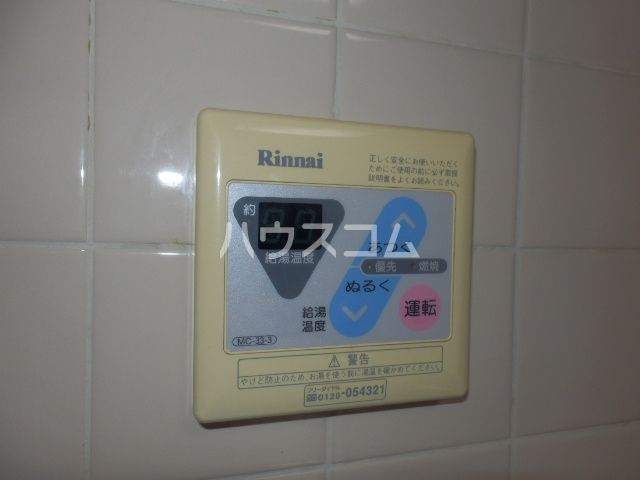 Rinnai
正しく安全にお使いいただく
ためにご使用の前に必ず取扱
説明書をよくお読みください。
約
給湯温度
ハウスコム
あつく
優先 燃焼
ぬるく
給湯
温度
運転
MC-33-3
警告
やけど防止のため、お湯を使う前に湯温を確かめてください。
フリーダイヤル
0120-054321